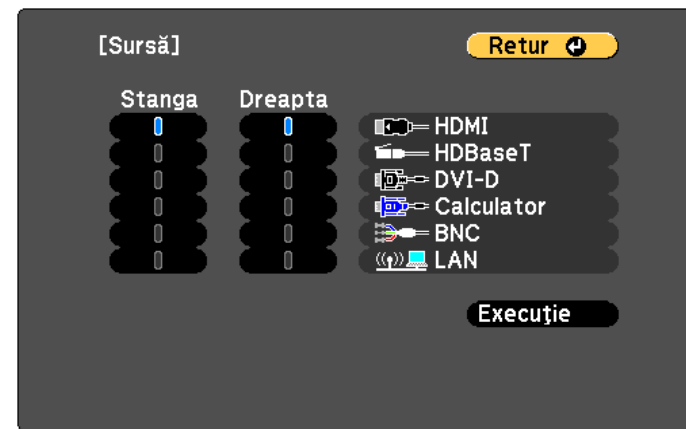 [Sursă] Retur
Stanga Dreapta
HDMI
HDBaseT
DVI-D
Calculator
BNC
LAN
Execuţie